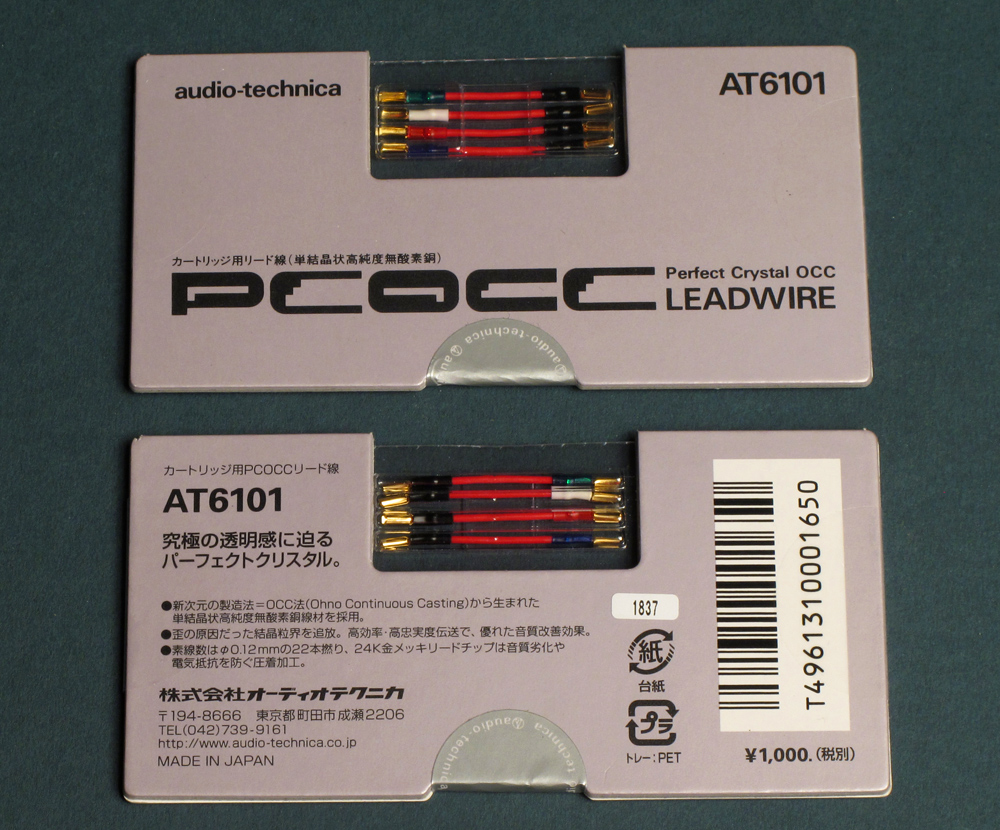 audio-technica
AT6101
カートリッジ用リード線(単結晶状高純度無酸素銅)
PCOCC
Perfect Crystal OCC
LEADWIRE
audio-technica
カートリッジ用PCOCCリード線
AT6101
究極の透明感に迫る
パーフェクトクリスタル。
●新次元の製造法=OCC法(Ohno Continuous Casting)から生まれた
単結晶状高純度無酸素銅線材を採用。
●歪の原因だった結晶粒界を追放。高効率・高忠実度伝送で、優れた音質改善効果。
●素線数はφ0.12mmの22本撚り、24K金メッキリードチップは音質劣化や
電気抵抗を防ぐ圧着加工。
株式会社オーディオテクニカ
〒194-8666 東京都町田市成瀬2206
TEL(042)739-9161
http://www.audio-technica.co.jp
MADE IN JAPAN
audio-technica
1837
紙
台紙
プラ
トレー:PET
T4961310001650
¥1,000.(税別)